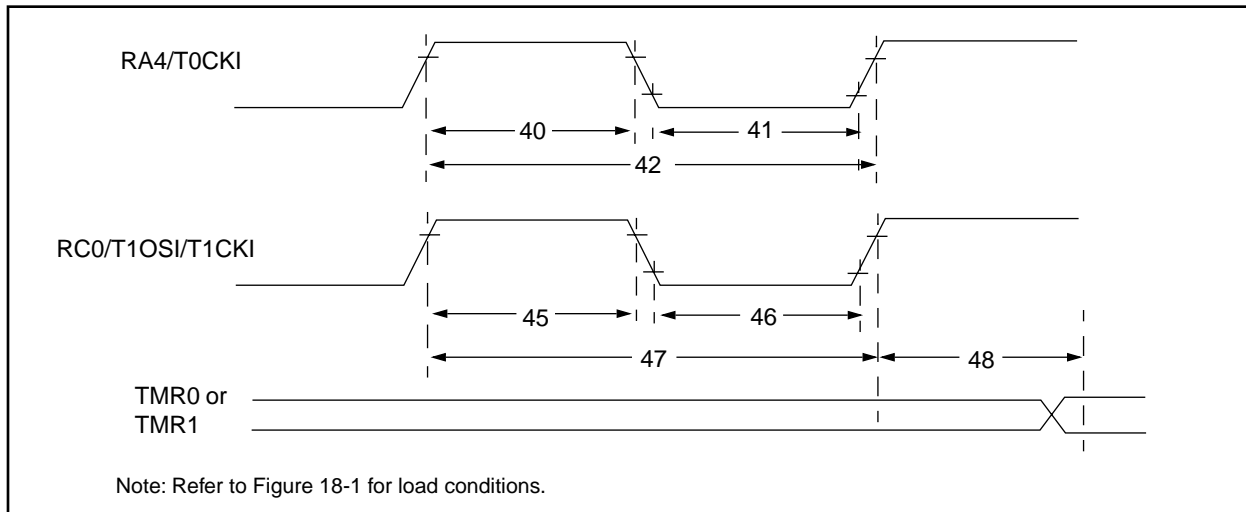 RA4/T0CKI
40
41
42
RC0/T1OSI/T1CKI
45
46
47
48
TMR0 or
TMR1
Note: Refer to Figure 18-1 for load conditions.